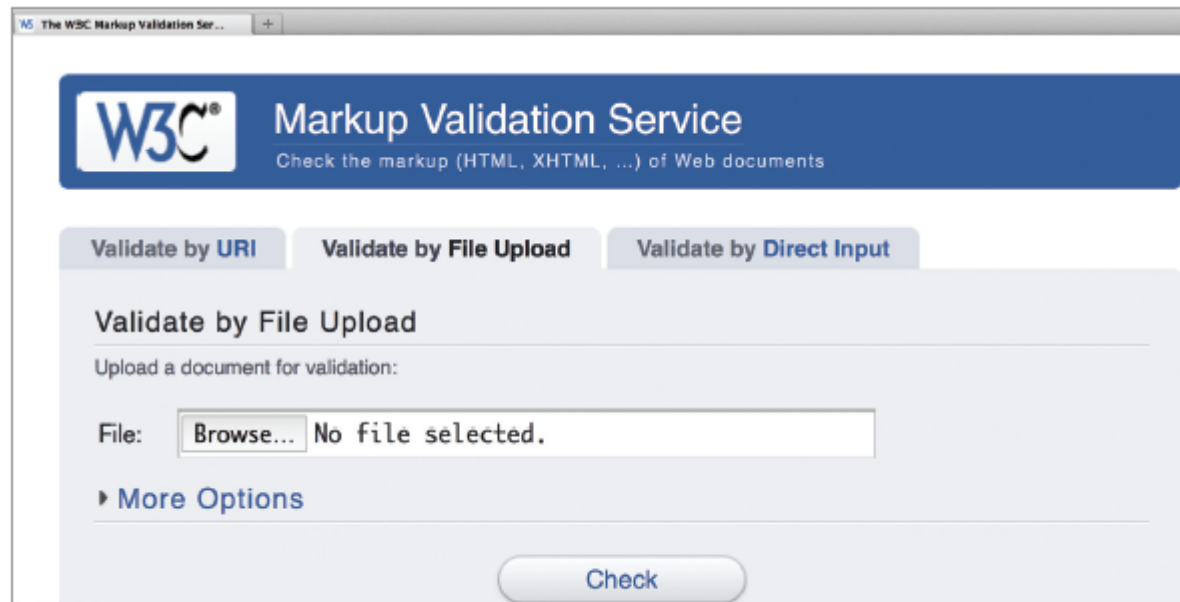 W3 The W3C Markup Validation Ser... +
W3C® Markup Validation Service
Check the markup (HTML, XHTML, ...) of Web documents
Validate by URI Validate by File Upload Validate by Direct Input
Validate by File Upload
Upload a document for validation:
File: Browse... No file selected.
More Options
Check